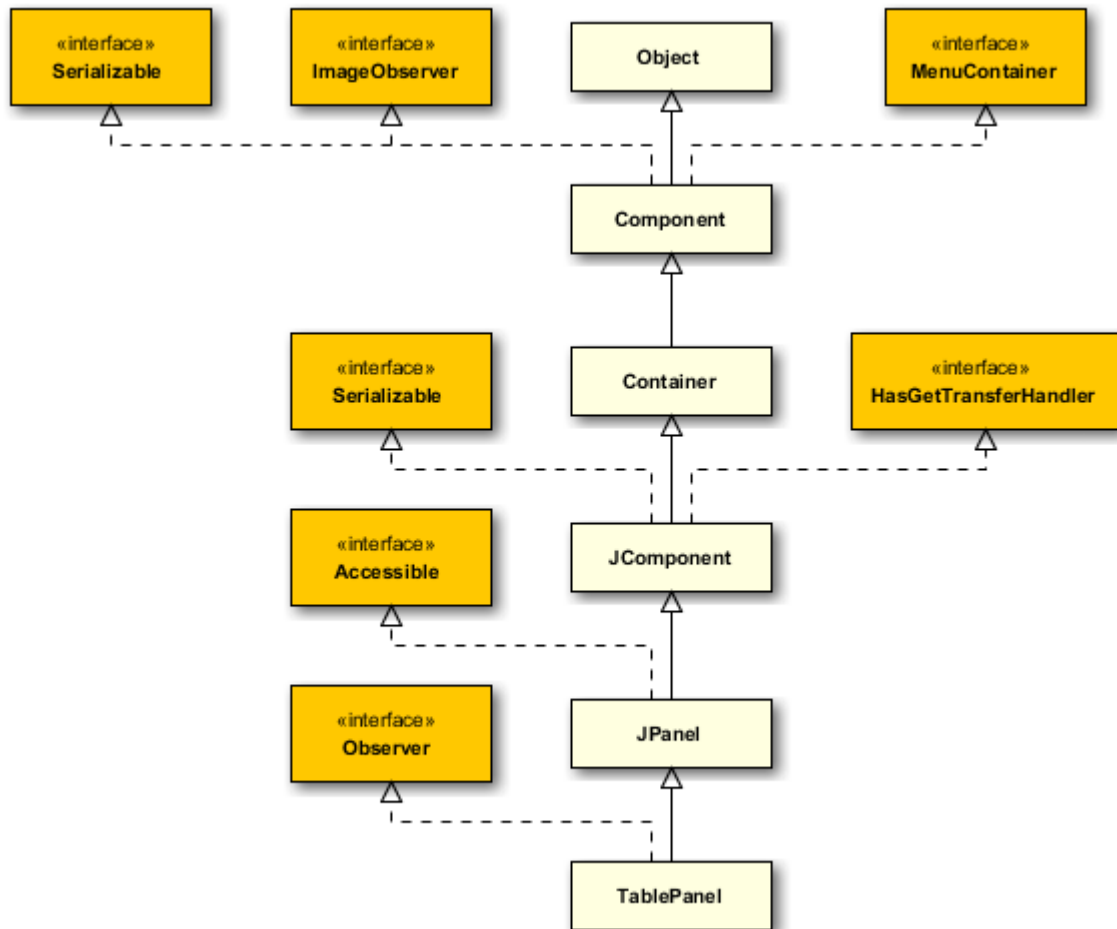 «interface»
Serializable
«interface»
ImageObserver
Object
«interface»
MenuContainer
Component
«interface»
Serializable
Container
«interface»
HasGetTransferHandler
«interface»
Accessible
JComponent
«interface»
Observer
JPanel
TablePanel